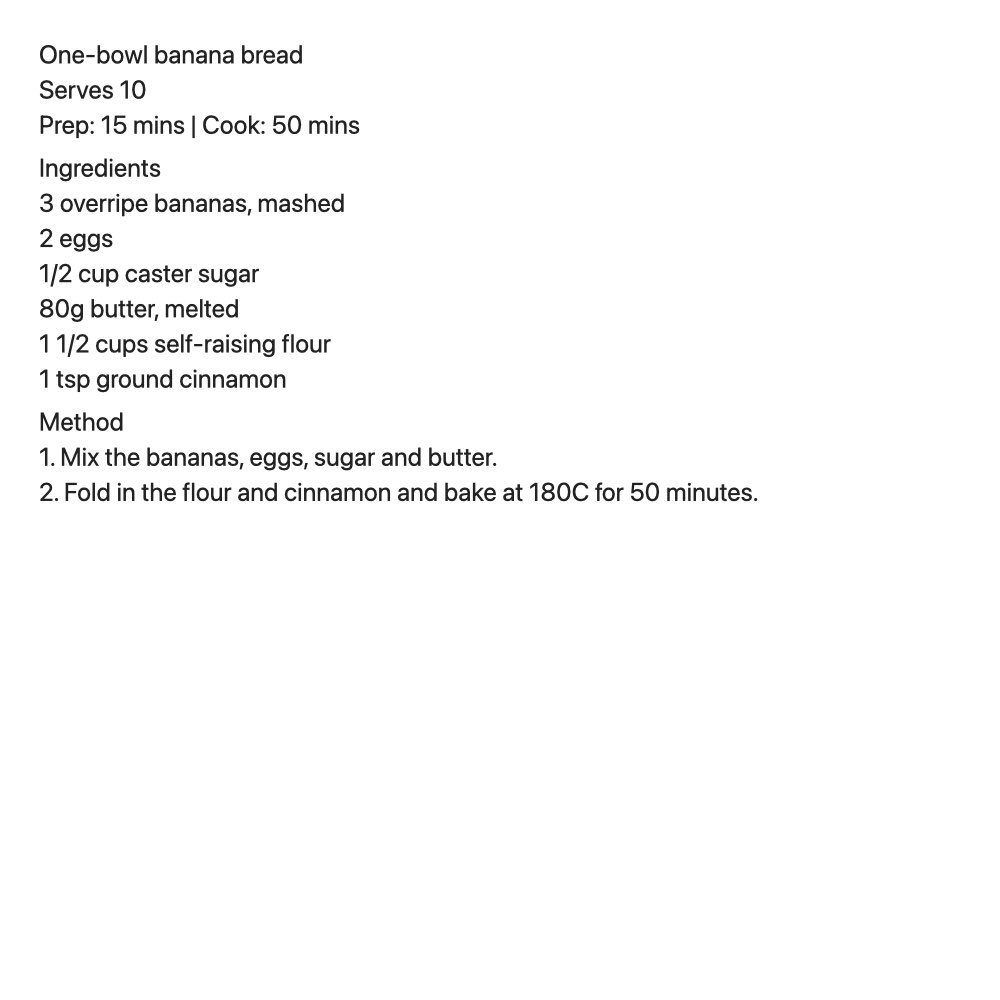 One-bowl banana bread
Serves 10
Prep: 15 mins | Cook: 50 mins
Ingredients
3 overripe bananas, mashed
2 eggs
1/2 cup caster sugar
80g butter, melted
1 1/2 cups self-raising flour
1 tsp ground cinnamon
Method
1. Mix the bananas, eggs, sugar and butter.
2. Fold in the flour and cinnamon and bake at 180C for 50 minutes.